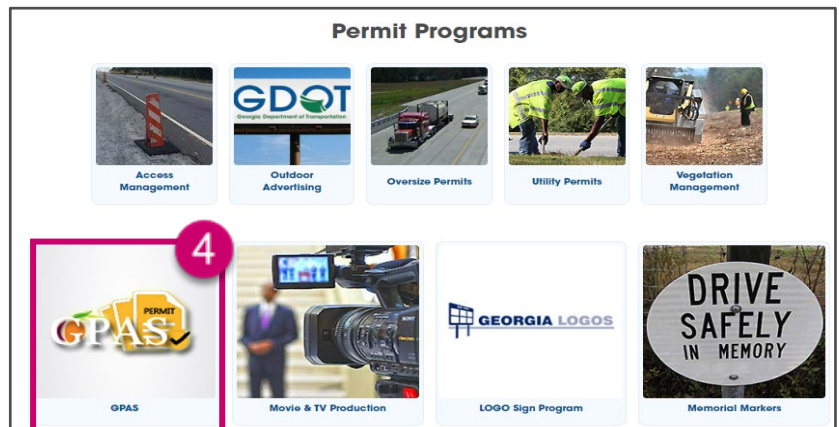 Permit Programs
GDOT
Georgia Department of Transportation
Access
Management
Outdoor
Advertising
Oversize Permits
Utility Permits
Vegetation
Management
4
PERMIT
GPAS
SONY
GEORGIA LOGOS
DRIVE
SAFELY
IN MEMORY
GPAS
Movie & TV Production
LOGO Sign Program
Memorial Markers